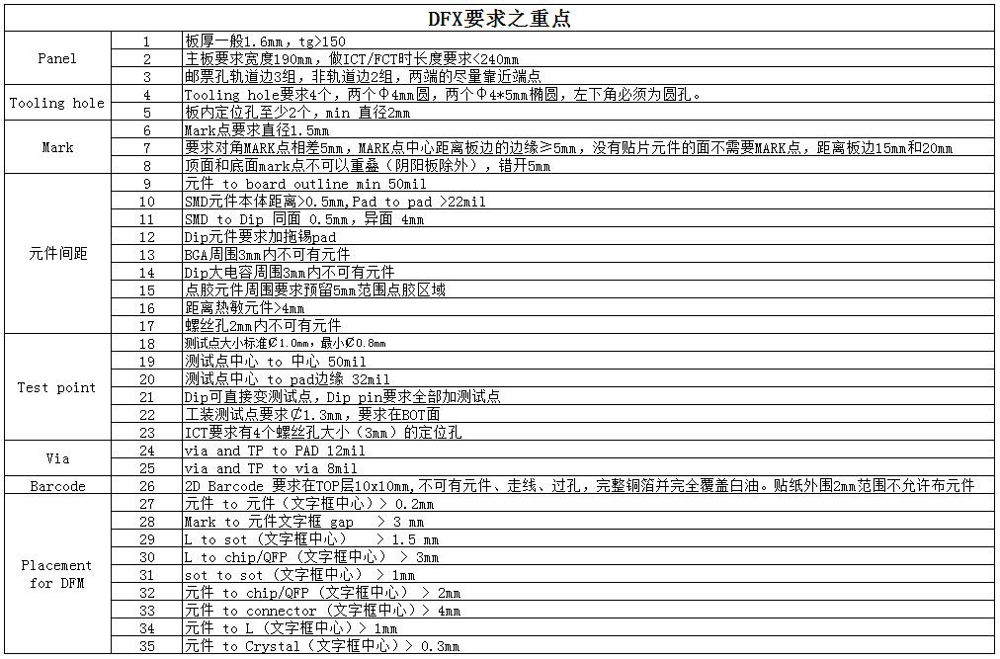 DFX要求之重点
Panel
1 板厚一般1.6mm，tg>150
2 主板要求宽度190mm，做ICT/FCT时长度要求<240mm
3 邮票孔轨道边3组，非轨道边2组，两端的尽量靠近端点
Tooling hole
4 Tooling hole要求4个，两个Φ4mm圆，两个Φ4*5mm椭圆，左下角必须为圆孔。
5 板内定位孔至少2个，min 直径2mm
Mark
6 Mark点要求直径1.5mm
7 要求对角MARK点相差5mm，MARK点中心距离板边的边缘≥5mm，没有贴片元件的面不需要MARK点，距离板边15mm和20mm
8 顶面和底面mark点不可以重叠（阴阳板除外），错开5mm
元件间距
9 元件 to board outline min 50mil
10 SMD元件本体距离>0.5mm,Pad to pad >22mil
11 SMD to Dip 同面 0.5mm，异面 4mm
12 Dip元件要求加拖锡pad
13 BGA周围3mm内不可有元件
14 Dip大电容周围3mm内不可有元件
15 点胶元件周围要求预留5mm范围点胶区域
16 距离热敏元件>4mm
17 螺丝孔2mm内不可有元件
Test point
18 测试点大小标准₡1.0mm，最小₡0.8mm
19 测试点中心 to 中心 50mil
20 测试点中心 to pad边缘 32mil
21 Dip可直接变测试点，Dip pin要求全部加测试点
22 工装测试点要求₡1.3mm，要求在BOT面
23 ICT要求有4个螺丝孔大小（3mm）的定位孔
Via
24 via and TP to PAD 12mil
25 via and TP to via 8mil
Barcode
26 2D Barcode 要求在TOP层10x10mm,不可有元件、走线、过孔，完整铜箔并完全覆盖白油。贴纸外围2mm范围不允许布元件
Placement
for DFM
27 元件 to 元件（文字框中心）> 0.2mm
28 Mark to 元件文字框 gap > 3 mm
29 L to sot（文字框中心） > 1.5 mm
30 L to chip/QFP（文字框中心） > 3mm
31 sot to sot（文字框中心） > 1mm
32 元件 to chip/QFP（文字框中心） > 2mm
33 元件 to connector（文字框中心）> 4mm
34 元件 to L（文字框中心）> 1mm
35 元件 to Crystal（文字框中心）> 0.3mm